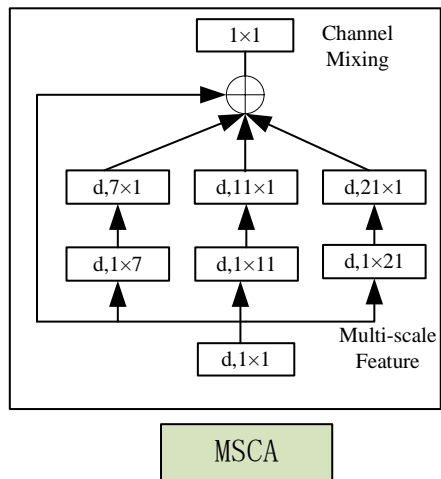 1×1
Channel
Mixing
d,7×1
d,11×1
d,21×1
d,1×7
d,1×11
d,1×21
d,1×1
Multi-scale
Feature
MSCA